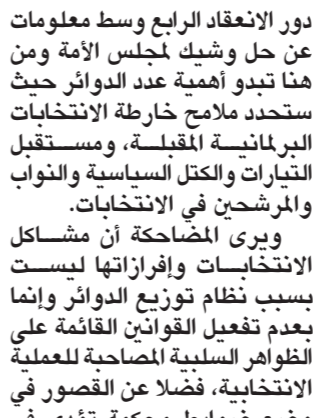 دور الانعقاد الرابع وسط معلومات
عن حل وشيك لمجلس الأمة ومن
هنا تبدو أهمية عدد الدوائر حيث
ستحدد ملامح خارطة الانتخابات
البرلمانية المقبلة، ومستقبل
التيارات والكتل السياسية والنواب
والمرشحين في الانتخابات.
ويرى المضاحكة أن مشاكل
الانتخابات وإفرازاتها ليست
بسبب نظام توزيع الدوائر وإنما
بعدم تفعيل القوانين القائمة على
الظواهر السلبية المصاحبة للعملية
الانتخابية، فضلا عن القصور في